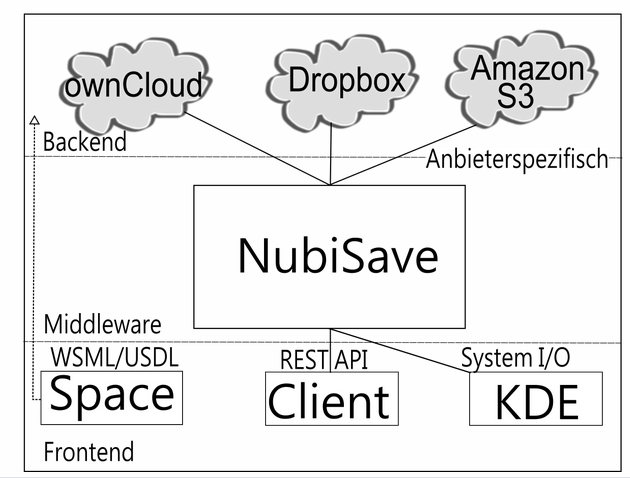 ownCloud
Dropbox
Amazon
S3
Backend
Anbieterspezifisch
NubiSave
Middleware
WSML/USDL
REST API
System I/O
Space
Client
KDE
Frontend